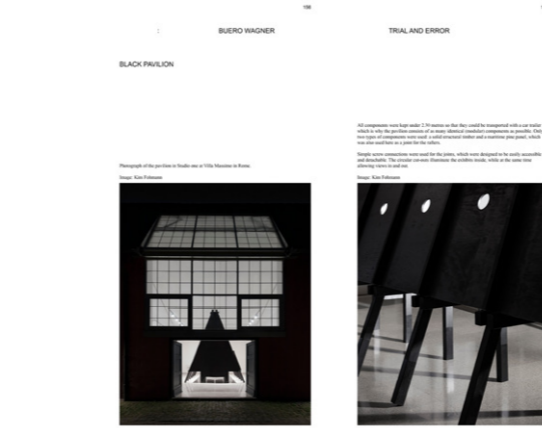 198
:
BUERO WAGNER
TRIAL AND ERROR
BLACK PAVILION
All components were kept under 2.50 metres so that they could be transported with a car trailer
which is why the pavilion consists of as many identical (modular) components as possible. Only
two types of components were used: a solid structural timber and a maritime pine panel, which
was also used here as a joint for the rafters.
Simple screw connections were used for the joints, which were designed to be easily accessible
and detachable. The circular cut-outs illuminate the exhibits inside, while at the same time
allowing views in and out.
Photograph of the pavilion in Studio one at Villa Massimo in Rome.
Image: Kim Fohmann
Image: Kim Fohmann